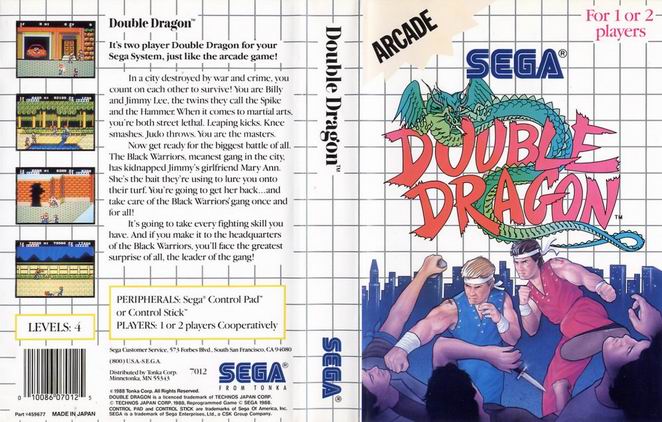 Double Dragon™
It's two player Double Dragon for your
Sega System, just like the arcade game!
In a city destroyed by war and crime, you
count on each other to survive! You are Billy
and Jimmy Lee, the twins they call the Spike
and the Hammer. When it comes to martial arts,
you're both street lethal. Leaping kicks. Knee
smashes. Judo throws. You are the masters.
Now get ready for the biggest battle of all.
The Black Warriors, meanest gang in the city,
has kidnapped Jimmy's girlfriend Mary Ann.
She's the bait they're using to lure you onto
their turf. You're going to get her back...and
take care of the Black Warriors' gang once and
for all!
It's going to take every fighting skill you
have. And if you make it to the headquarters
of the Black Warriors, you'll face the greatest
surprise of all, the leader of the gang!
PERIPHERALS: Sega® Control Pad™
or Control Stick™
PLAYERS: 1 or 2 players Cooperatively
LEVELS: 4
Sega Customer Service, 573 Forbes Blvd., South San Francisco, CA 94080
(800) USA-SEGA
Distributed by Tonka Corp.
Minnetonka, MN 55343
7012
SEGA®
FROM TONKA
© 1988 Tonka Corp. All Rights Reserved.
DOUBLE DRAGON is a licenced trademark of TECHNOS JAPAN CORP.
© TECHNOS JAPAN CORP. 1988, Reprogrammed Game © SEGA 1988.
CONTROL PAD and CONTROL STICK are trademarks of Sega Of America, Inc.
SEGA is a trademark of Sega Enterprises, Ltd., a CSK Group Company.
0 10086 07012 5
Part #459677 MADE IN JAPAN
Double Dragon™
SEGA®
ARCADE
For 1 or 2
players
SEGA®
DOUBLE
DRAGON™